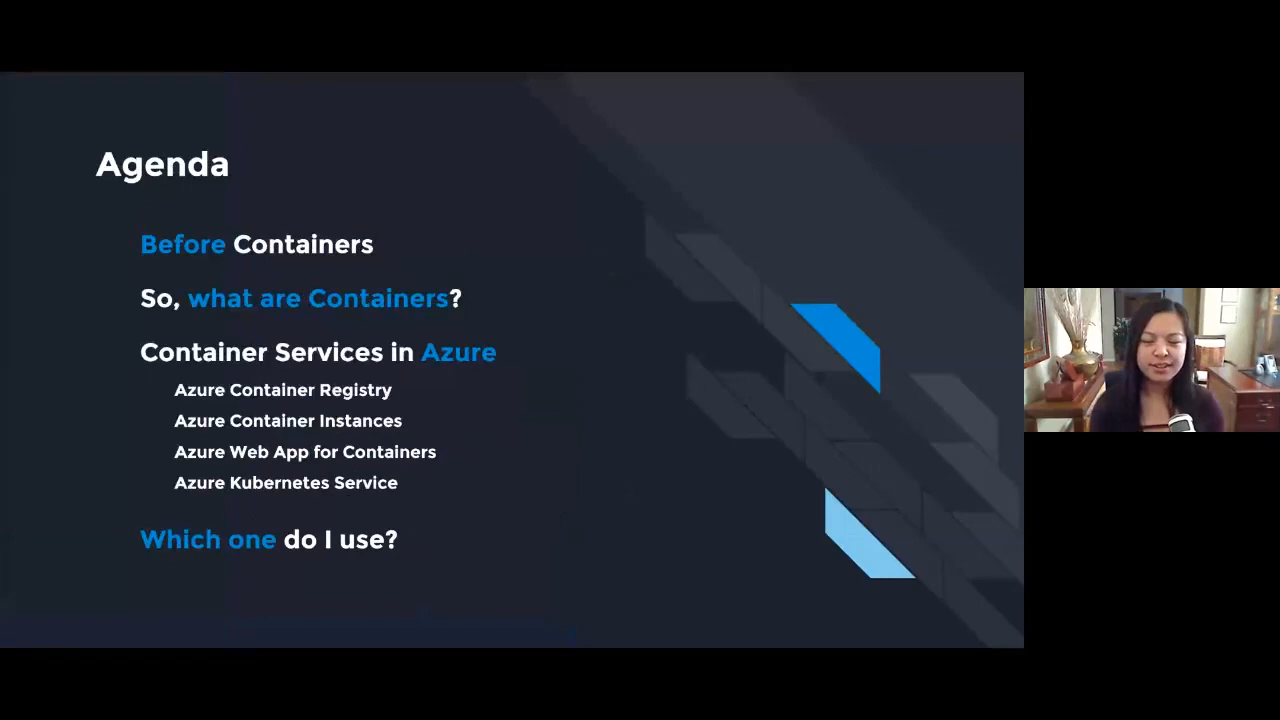 Agenda
Before Containers
So, what are Containers?
Container Services in Azure
Azure Container Registry
Azure Container Instances
Azure Web App for Containers
Azure Kubernetes Service
Which one do I use?